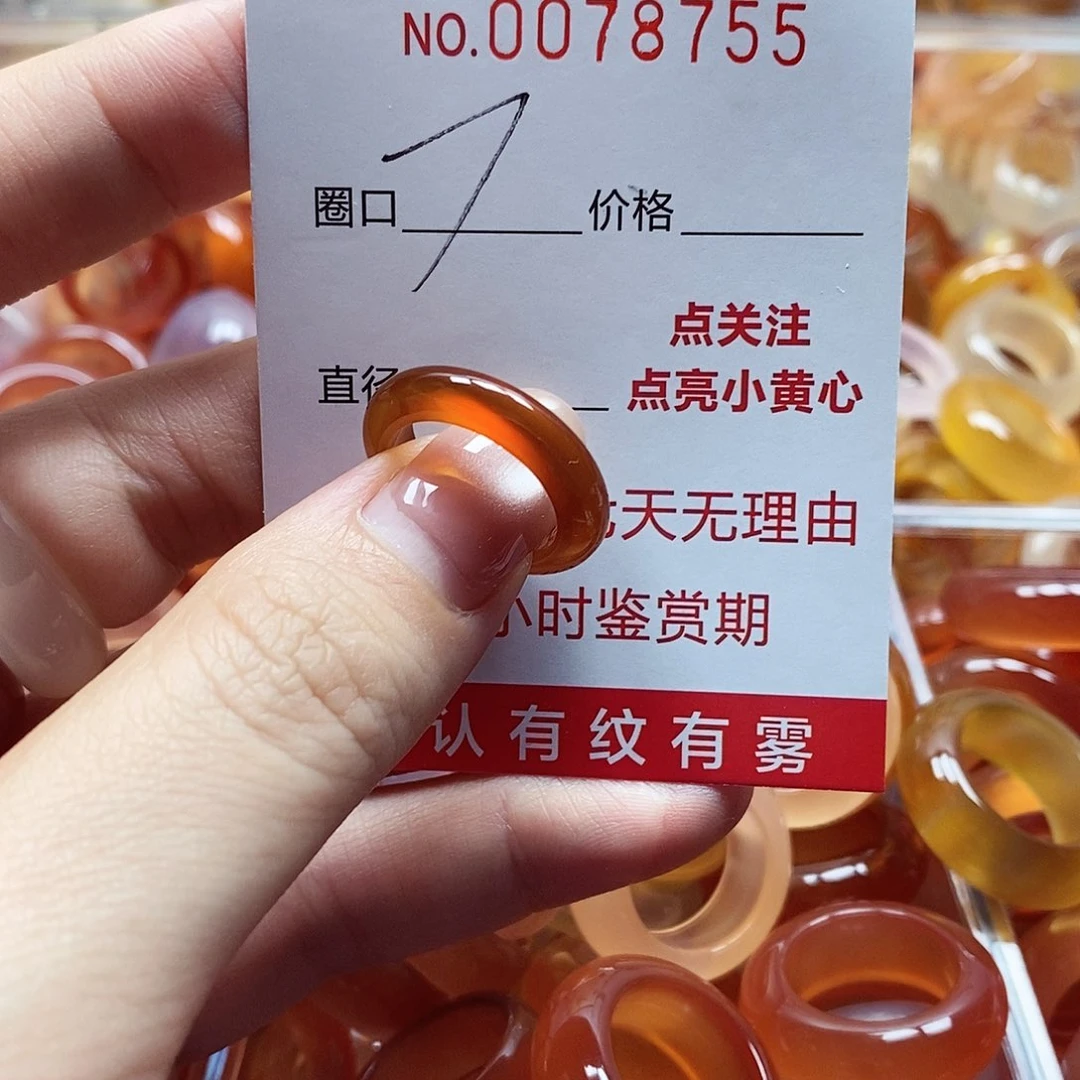 NO.0078755
圈口 7 价格
点关注
直径 点亮小黄心
天无理由
小时鉴赏期
认有纹有雾